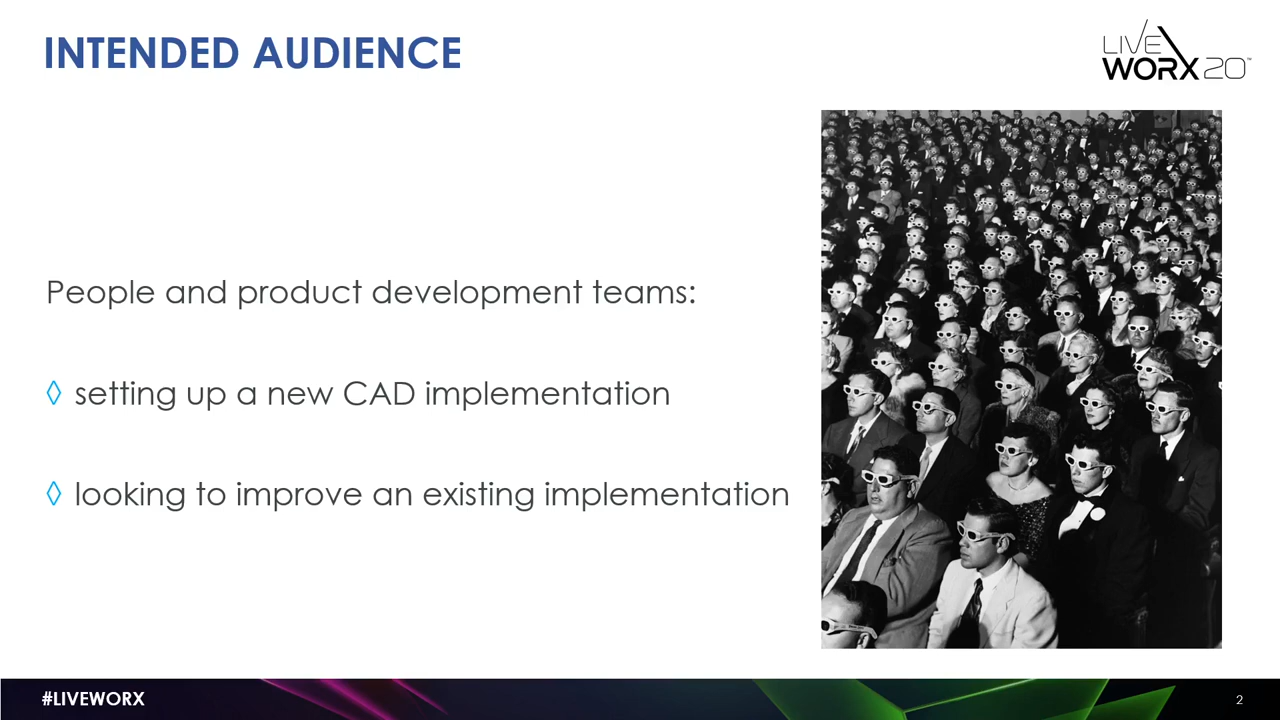 INTENDED AUDIENCE
LIVE
WORX 20™
People and product development teams:
◊ setting up a new CAD implementation
◊ looking to improve an existing implementation
#LIVEWORX
2